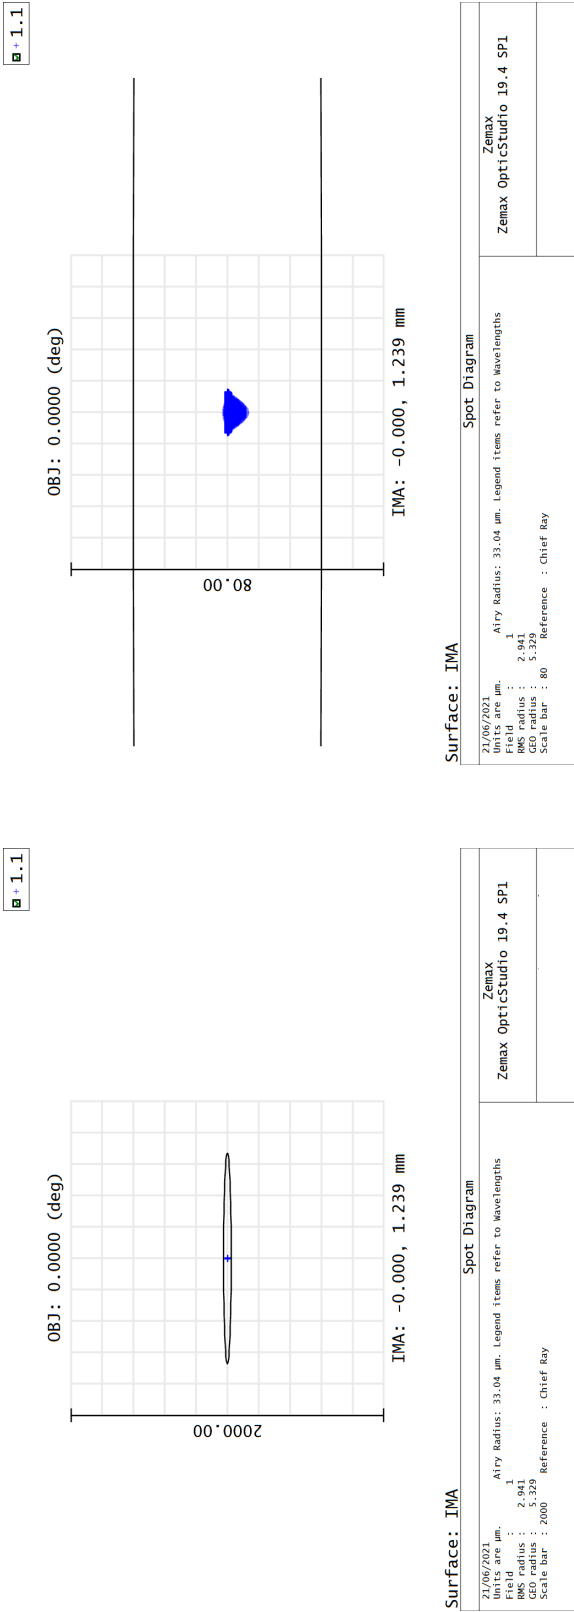 + 1.1
OBJ: 0.0000 (deg)
80.00
IMA: -0.000, 1.239 mm
Surface: IMA
Spot Diagram
21/06/2021
Units are µm. Airy Radius: 33.04 µm. Legend items refer to Wavelengths
Field : 1
RMS radius : 2.941
GEO radius : 5.329
Scale bar : 80 Reference : Chief Ray
Zemax
Zemax OpticStudio 19.4 SP1
+ 1.1
OBJ: 0.0000 (deg)
2000.00
IMA: -0.000, 1.239 mm
Surface: IMA
Spot Diagram
21/06/2021
Units are µm. Airy Radius: 33.04 µm. Legend items refer to Wavelengths
Field : 1
RMS radius : 2.941
GEO radius : 5.329
Scale bar : 2000 Reference : Chief Ray
Zemax
Zemax OpticStudio 19.4 SP1